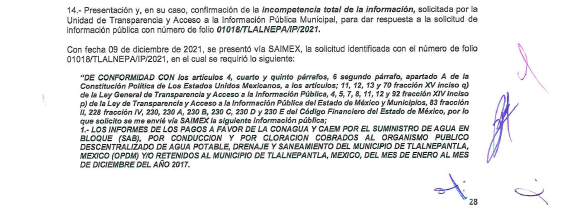 14.- Presentación y, en su caso, confirmación de la incompetencia total de la información, solicitada por la
Unidad de Transparencia y Acceso a la Información Pública Municipal, para dar respuesta a la solicitud de
información pública con número de folio 01018/TLALNEPA/IP/2021.
Con fecha 09 de diciembre de 2021, se presentó vía SAIMEX, la solicitud identificada con el número de folio
01018/TLALNEPA/IP/2021, en el cual se requirió lo siguiente:
"DE CONFORMIDAD con los artículos 4, cuarto y quinto párrafos, 6 segundo párrafo, apartado A de la
Constitución Política de Los Estados Unidos Mexicanos, a los artículos; 11, 12, 13 y 70 fracción XV inciso q)
de la Ley General de Transparencia y Acceso a la Información Pública, 4, 5, 7, 8, 11, 12 y 92 fracción XIV Inciso
p) de la Ley de Transparencia y Acceso a la Información Pública del Estado de México y Municipios, 83 fracción
II, 228 fracción IV, 230, 230 A, 230 B, 230 C, 230 D y 230 E del Código Financiero del Estado de México, por lo
que solicito se me envié vía SAIMEX la siguiente Información pública;
1.- LOS INFORMES DE LOS PAGOS A FAVOR DE LA CONAGUA Y CAEM POR EL SUMINISTRO DE AGUA EN
BLOQUE (SAB), POR CONDUCCION Y POR CLORACION COBRADOS AL ORGANISMO PUBLICO
DESCENTRALIZADO DE AGUA POTABLE, DRENAJE Y SANEAMIENTO DEL MUNICIPIO DE TLALNEPANTLA,
MEXICO (OPDM) Y/O RETENIDOS AL MUNICIPIO DE TLALNEPANTLA, MEXICO, DEL MES DE ENERO AL MES
DE DICIEMBRE DEL AÑO 2017.
28